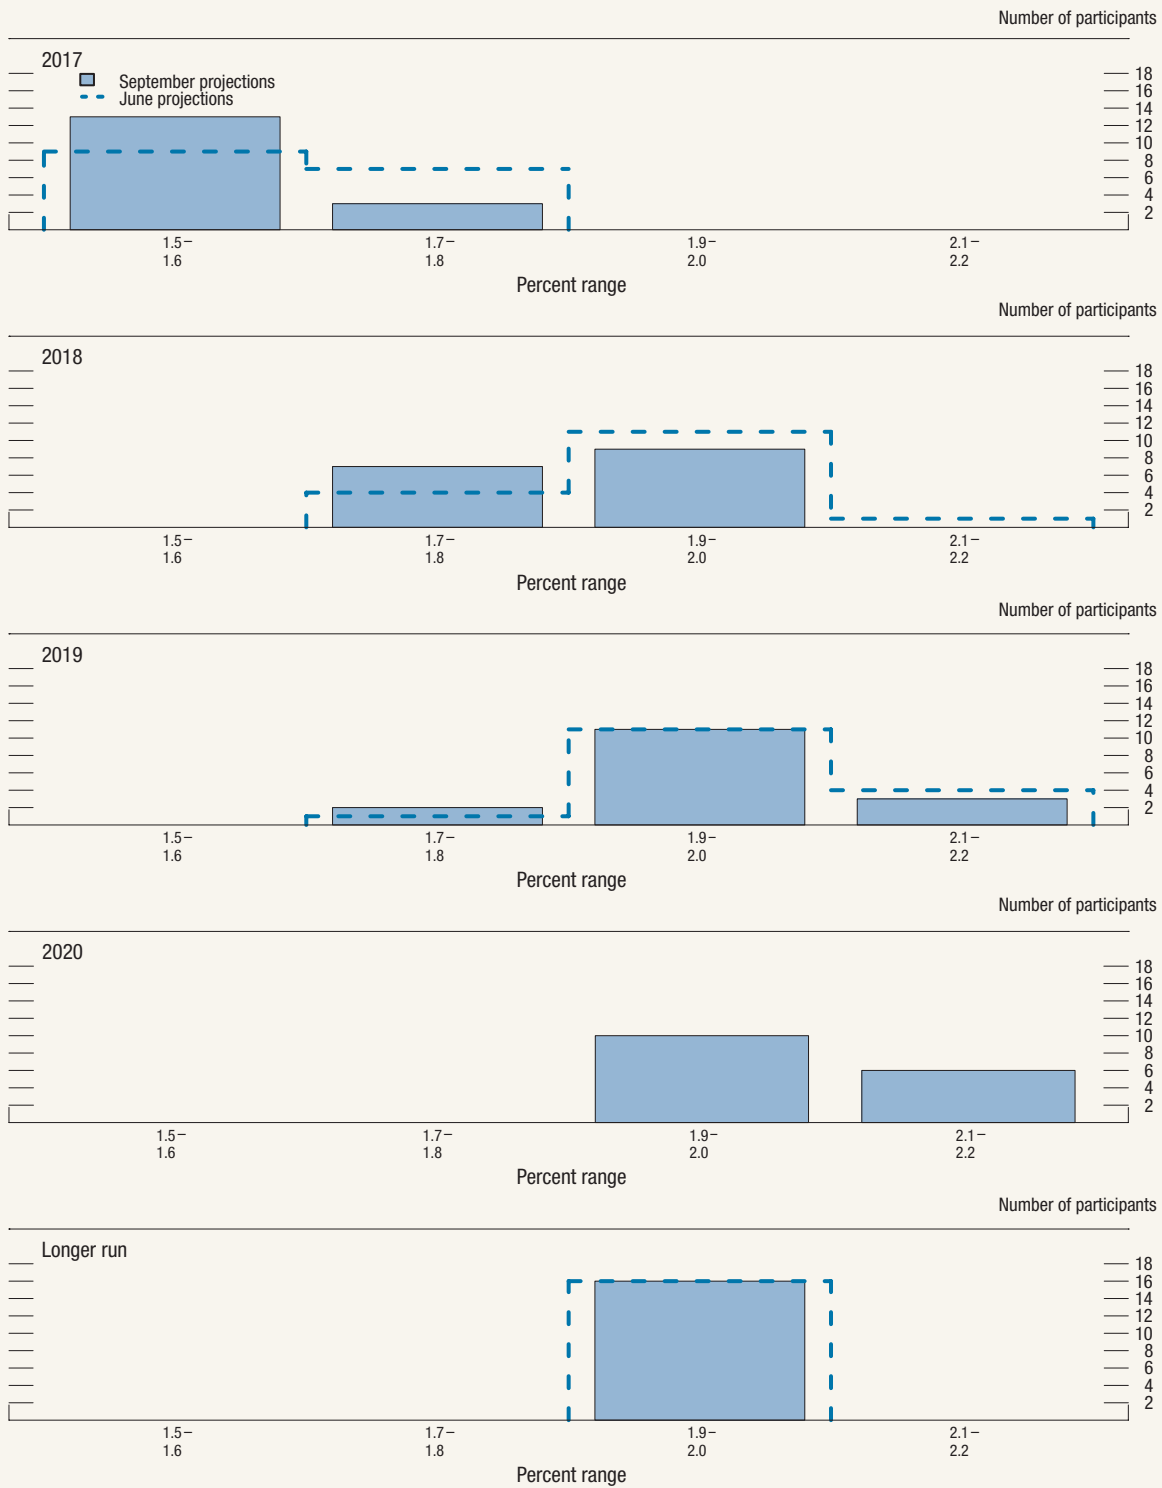 Number of participants
2017
September projections
June projections
18
16
14
12
10
8
6
4
2
1.5– 1.7– 1.9– 2.1–
1.6 1.8 2.0 2.2
Percent range
Number of participants
2018
18
16
14
12
10
8
6
4
2
1.5– 1.7– 1.9– 2.1–
1.6 1.8 2.0 2.2
Percent range
Number of participants
2019
18
16
14
12
10
8
6
4
2
1.5– 1.7– 1.9– 2.1–
1.6 1.8 2.0 2.2
Percent range
Number of participants
2020
18
16
14
12
10
8
6
4
2
1.5– 1.7– 1.9– 2.1–
1.6 1.8 2.0 2.2
Percent range
Number of participants
Longer run
18
16
14
12
10
8
6
4
2
1.5– 1.7– 1.9– 2.1–
1.6 1.8 2.0 2.2
Percent range